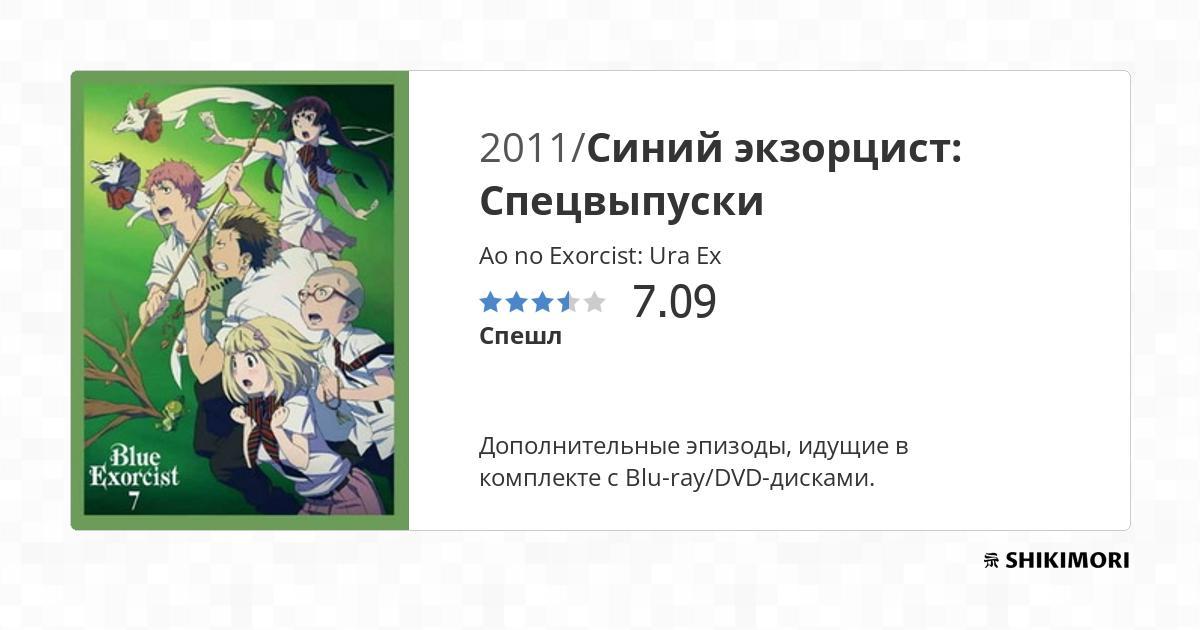 2011/Синий экзорцист:
Спецвыпуски
Ao no Exorcist: Ura Ex
7.09
Спешл
Дополнительные эпизоды, идущие в
комплекте с Blu-ray/DVD-дисками.
Blue
Exorcist
7
SHIKIMORI